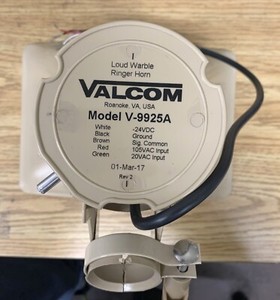 Loud Warble
Ringer Horn
VALCOM
Roanoke, VA, USA
Model V-9925A
White -24VDC
Black Ground
Brown Sig. Common
Red 105VAC Input
Green 20VAC Input
01-Mar-17
Rev 2